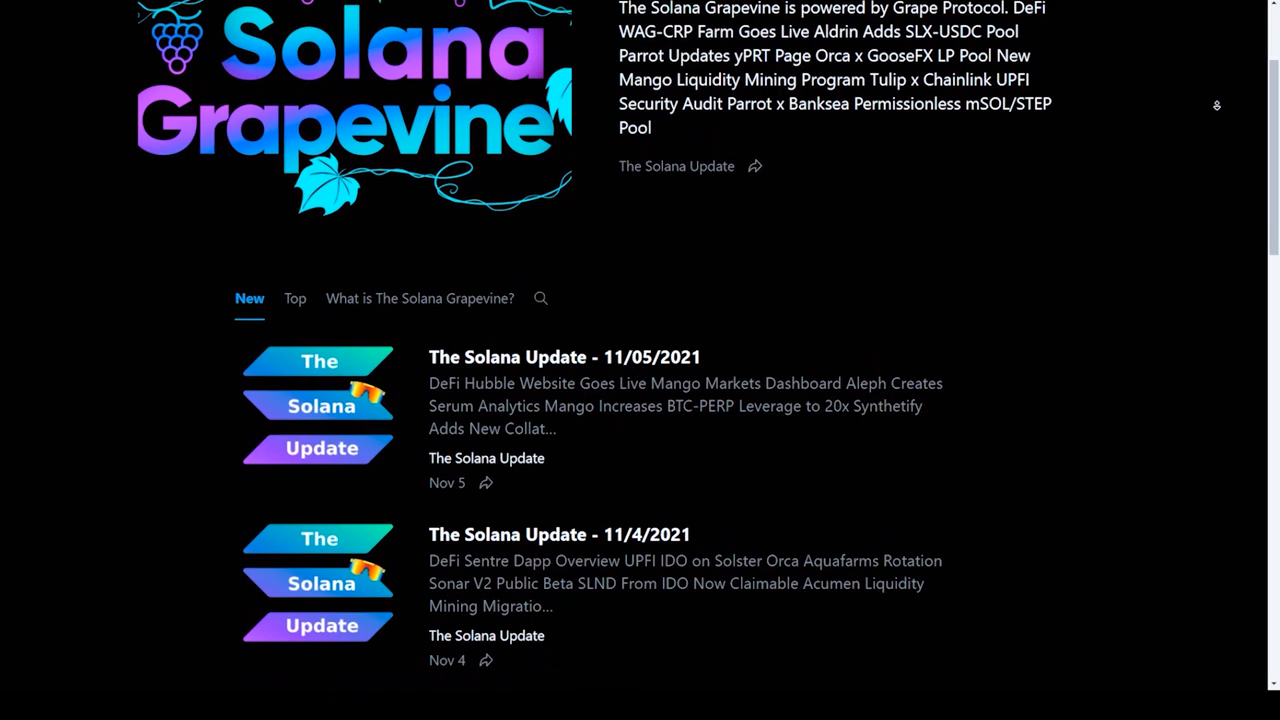 Solana
Grapevine
The Solana Grapevine is powered by Grape Protocol. DeFi
WAG-CRP Farm Goes Live Aldrin Adds SLX-USDC Pool
Parrot Updates yPRT Page Orca x GooseFX LP Pool New
Mango Liquidity Mining Program Tulip x Chainlink UPFI
Security Audit Parrot x Banksea Permissionless mSOL/STEP
Pool
The Solana Update
New Top What is The Solana Grapevine?
The
Solana
Update
The Solana Update - 11/05/2021
DeFi Hubble Website Goes Live Mango Markets Dashboard Aleph Creates
Serum Analytics Mango Increases BTC-PERP Leverage to 20x Synthetify
Adds New Collat...
The Solana Update
Nov 5
The
Solana
Update
The Solana Update - 11/4/2021
DeFi Sentre Dapp Overview UPFI IDO on Solster Orca Aquafarms Rotation
Sonar V2 Public Beta SLND From IDO Now Claimable Acumen Liquidity
Mining Migratio...
The Solana Update
Nov 4